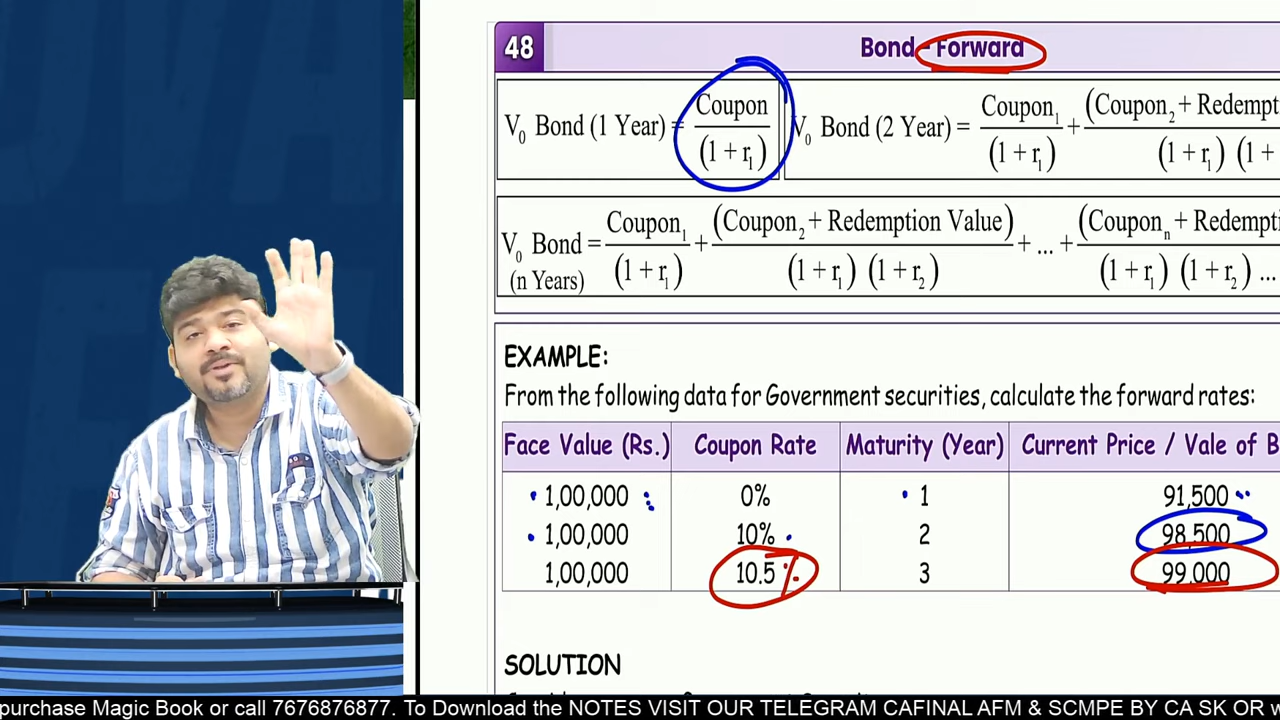 48 Bond - Forward
V₀ Bond (1 Year) = Coupon / (1 + r₁)
V₀ Bond (2 Year) = Coupon₁ / (1 + r₁) + (Coupon₂ + Redempt / (1 + r₁) (1 +
V₀ Bond (n Years) = Coupon₁ / (1 + r₁) + (Coupon₂ + Redemption Value) / (1 + r₁) (1 + r₂) + ... + (Couponₙ + Redempti / (1 + r₁) (1 + r₂) ...
EXAMPLE:
From the following data for Government securities, calculate the forward rates:
Face Value (Rs.) Coupon Rate Maturity (Year) Current Price / Vale of B
1,00,000 0% 1 91,500
1,00,000 10% 2 98,500
1,00,000 10.5% 3 99,000
SOLUTION
purchase Magic Book or call 7676876877. To Download the NOTES VISIT OUR TELEGRAM CAFINAL AFM & SCMPE BY CA SK OR